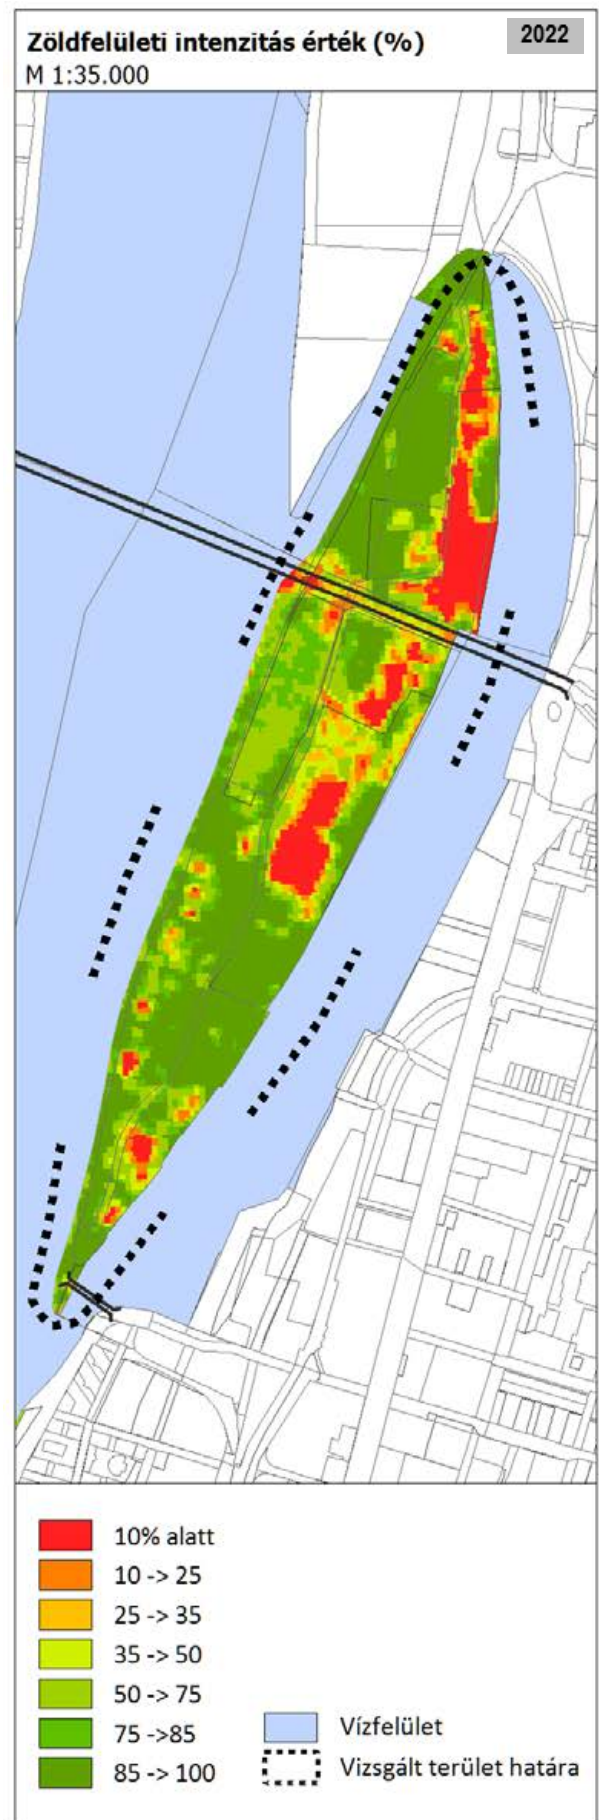 Zöldfelületi intenzitás érték (%)
2022
M 1:35.000
10% alatt
10 -> 25
25 -> 35
35 -> 50
50 -> 75
75 ->85
85 -> 100
Vízfelület
Vizsgált terület határa